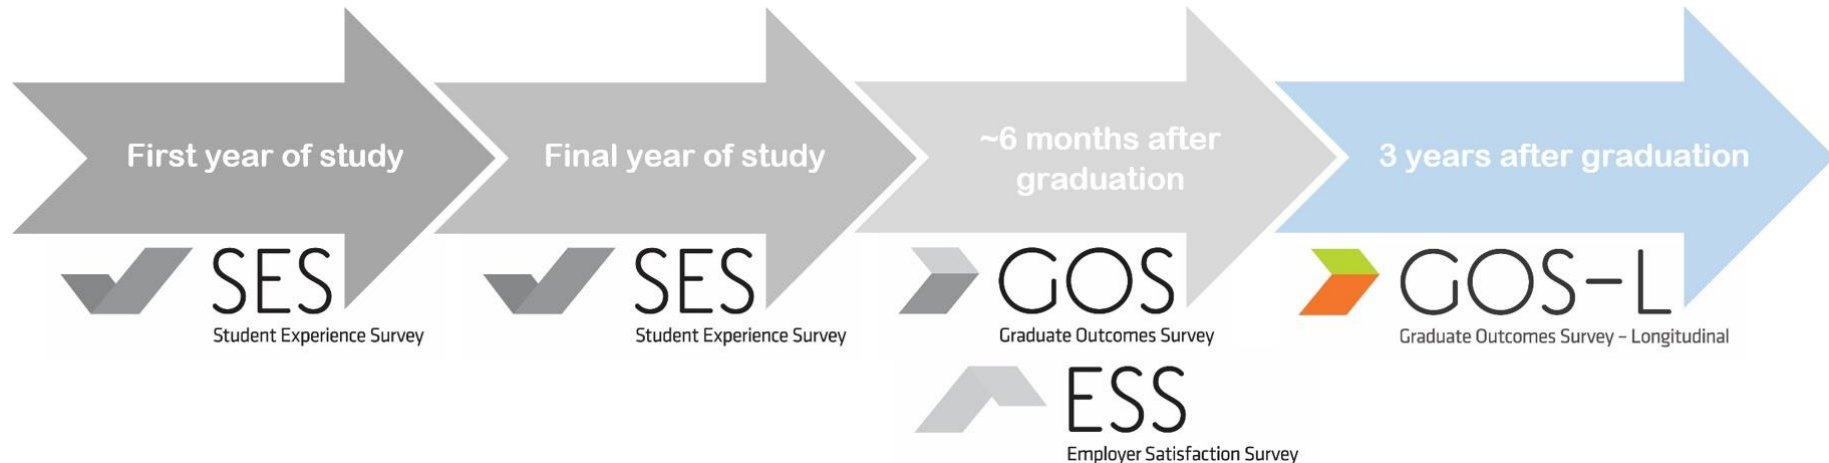 First year of study
Final year of study
~6 months after
graduation
3 years after graduation
SES
Student Experience Survey
SES
Student Experience Survey
GOS
Graduate Outcomes Survey
GOS-L
Graduate Outcomes Survey – Longitudinal
ESS
Employer Satisfaction Survey